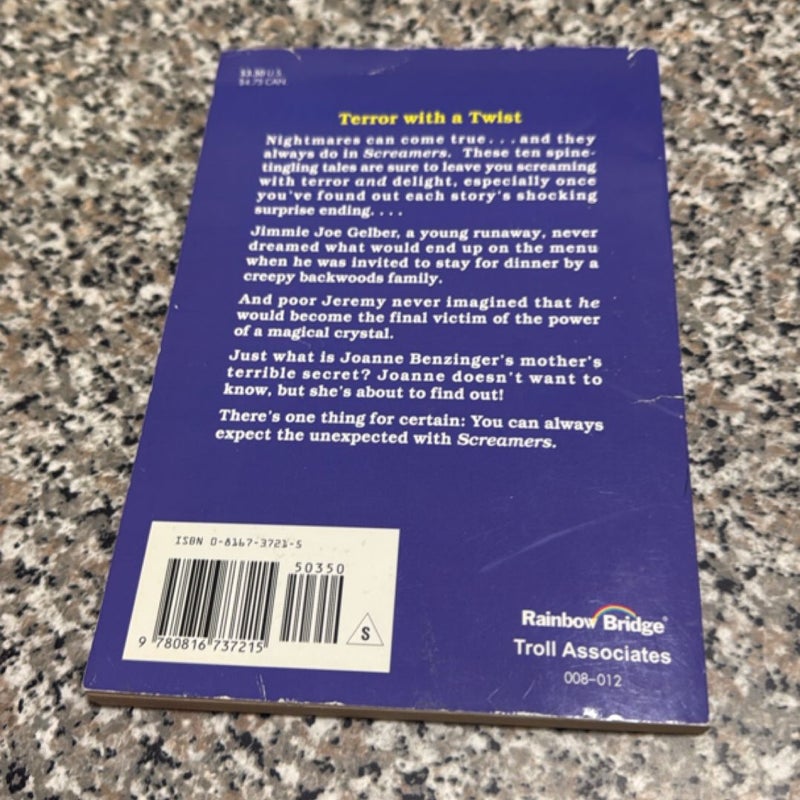 $3.50 U.S.
$4.75 CAN.
Terror with a Twist
Nightmares can come true...and they
always do in Screamers. These ten spine-
tingling tales are sure to leave you screaming
with terror and delight, especially once
you've found out each story's shocking
surprise ending....
Jimmie Joe Gelber, a young runaway, never
dreamed what would end up on the menu
when he was invited to stay for dinner by a
creepy backwoods family.
And poor Jeremy never imagined that he
would become the final victim of the power
of a magical crystal.
Just what is Joanne Benzinger's mother's
terrible secret? Joanne doesn't want to
know, but she's about to find out!
There's one thing for certain: You can always
expect the unexpected with Screamers.
ISBN 0-8167-3721-5
50350
9 780816 737215
S
Rainbow Bridge®
Troll Associates
008-012